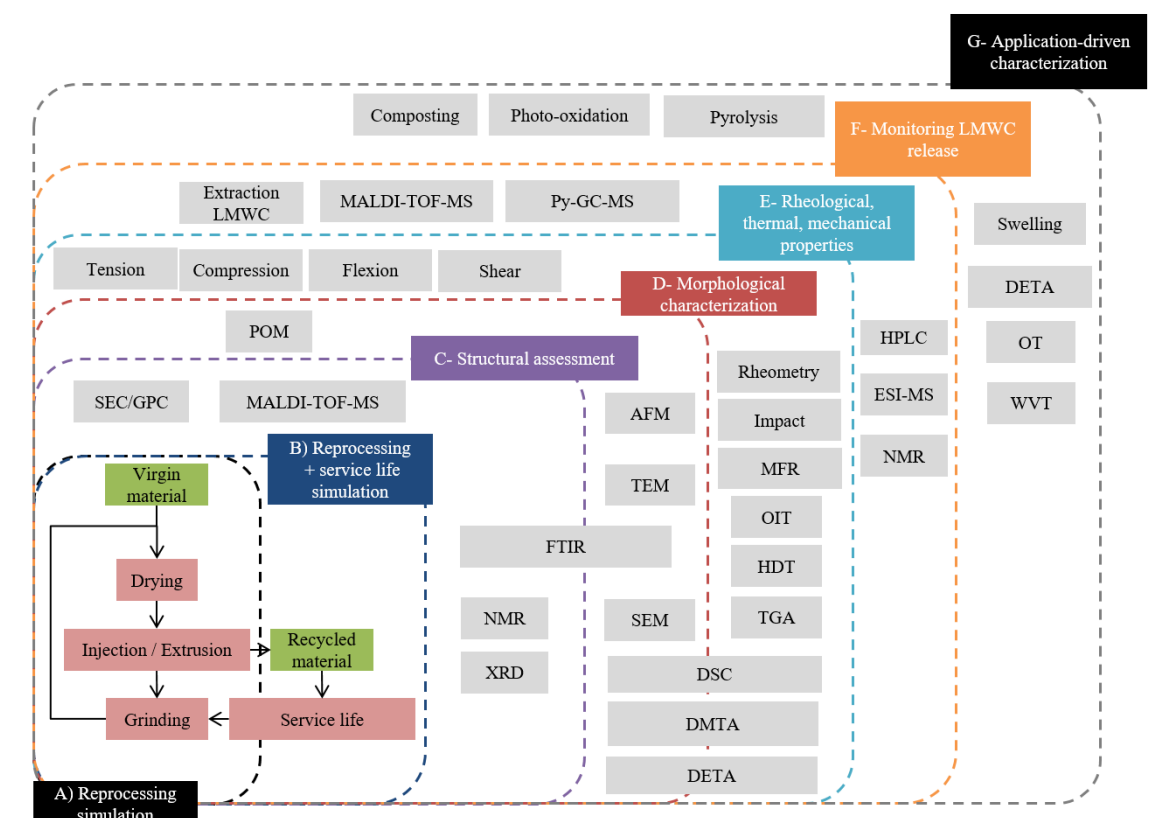 G- Application-driven
characterization
Composting
Photo-oxidation
Pyrolysis
F- Monitoring LMWC
release
Extraction
LMWC
MALDI-TOF-MS
Py-GC-MS
E- Rheological,
thermal, mechanical
properties
Swelling
Tension
Compression
Flexion
Shear
D- Morphological
characterization
DETA
POM
HPLC
OT
C- Structural assessment
Rheometry
SEC/GPC
MALDI-TOF-MS
AFM
ESI-MS
WVT
Impact
B) Reprocessing
+ service life
simulation
NMR
MFR
Virgin
material
TEM
OIT
FTIR
HDT
Drying
NMR
SEM
TGA
Injection / Extrusion
Recycled
material
XRD
DSC
Grinding
Service life
DMTA
DETA
A) Reprocessing
simulation